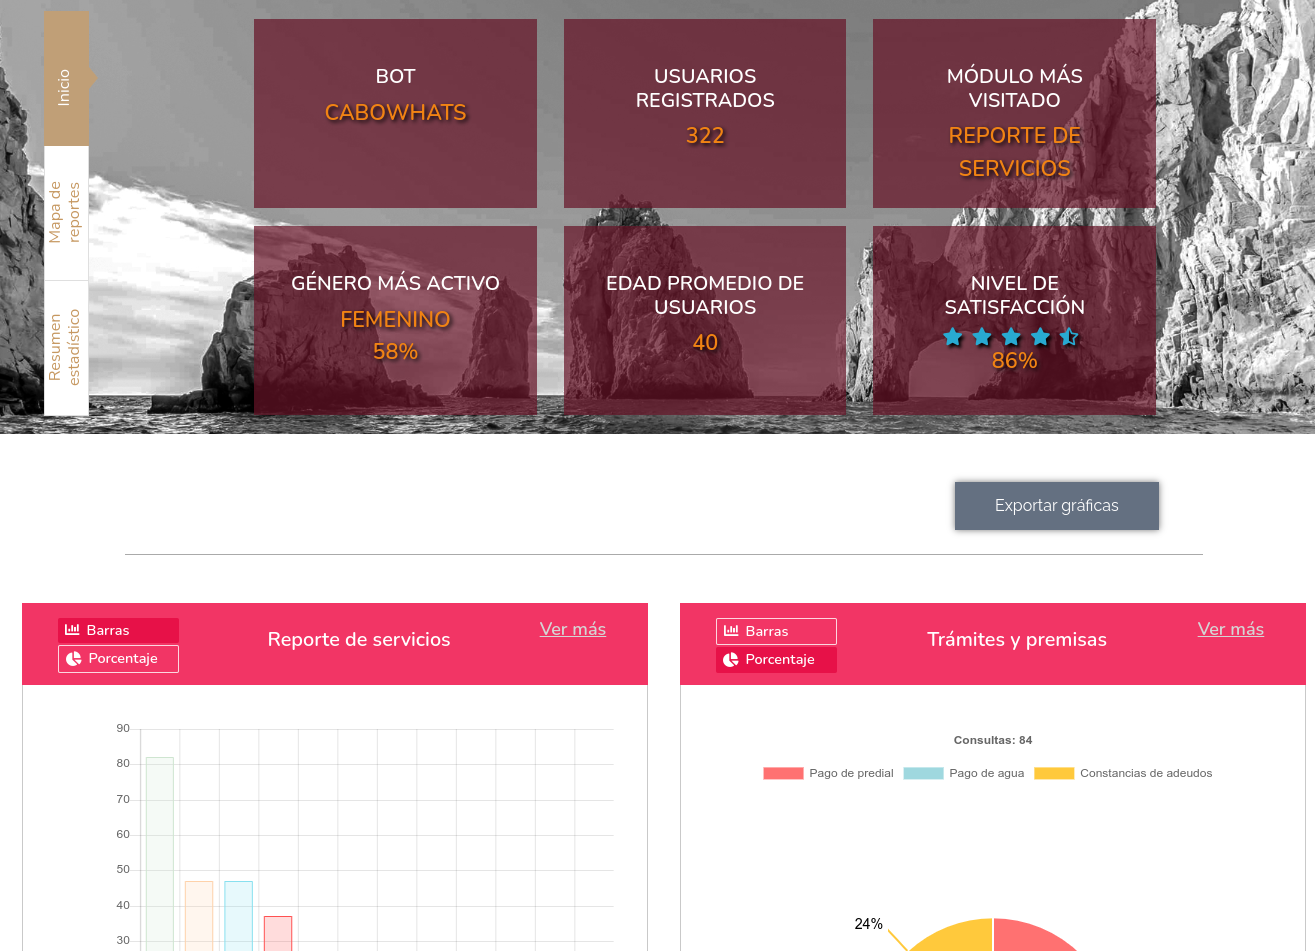 Inicio
Mapa de
reportes
Resumen
estadístico
BOT
CABOWHATS
USUARIOS
REGISTRADOS
322
MÓDULO MÁS
VISITADO
REPORTE DE
SERVICIOS
GÉNERO MÁS ACTIVO
FEMENINO
58%
EDAD PROMEDIO DE
USUARIOS
40
NIVEL DE
SATISFACCIÓN
86%
Exportar gráficas
Barras
Porcentaje
Reporte de servicios
Ver más
90
80
70
60
50
40
30
Barras
Porcentaje
Trámites y premisas
Ver más
Consultas: 84
Pago de predial Pago de agua Constancias de adeudos
24%